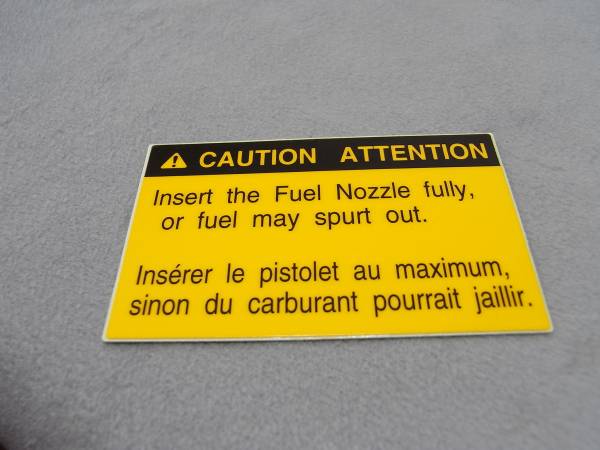 CAUTION ATTENTION
Insert the Fuel Nozzle fully,
or fuel may spurt out.
Insérer le pistolet au maximum,
sinon du carburant pourrait jaillir.